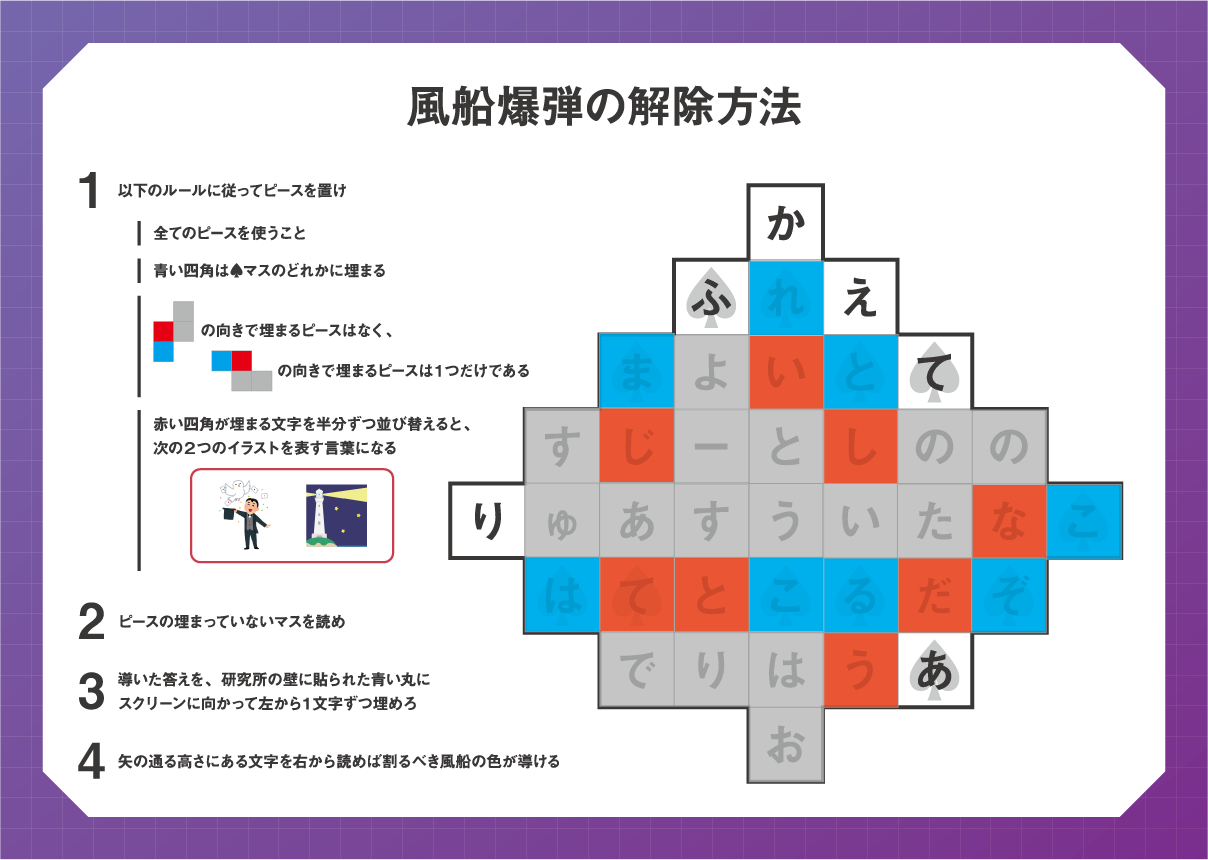 風船爆弾の解除方法
1 以下のルールに従ってピースを置け
全てのピースを使うこと
青い四角は♠マスのどれかに埋まる
の向きで埋まるピースはなく、
の向きで埋まるピースは1つだけである
赤い四角が埋まる文字を半分ずつ並び替えると、
次の2つのイラストを表す言葉になる
2 ピースの埋まっていないマスを読め
3 導いた答えを、研究所の壁に貼られた青い丸に
スクリーンに向かって左から1文字ずつ埋めろ
4 矢の通る高さにある文字を右から読めば割るべき風船の色が導ける
か
ふれえ
まよいとて
すじーとしのの
りゅあすういたなこ
はてとこるだぞ
でりはうあ
お